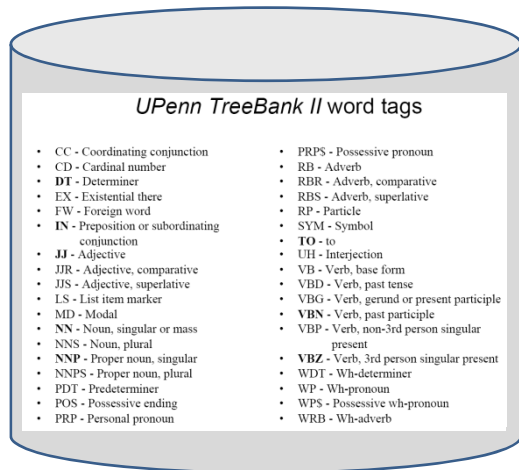 UPenn TreeBank II word tags
• CC - Coordinating conjunction
• CD - Cardinal number
• DT - Determiner
• EX - Existential there
• FW - Foreign word
• IN - Preposition or subordinating
conjunction
• JJ - Adjective
• JJR - Adjective, comparative
• JJS - Adjective, superlative
• LS - List item marker
• MD - Modal
• NN - Noun, singular or mass
• NNS - Noun, plural
• NNP - Proper noun, singular
• NNPS - Proper noun, plural
• PDT - Predeterminer
• POS - Possessive ending
• PRP - Personal pronoun
• PRP$ - Possessive pronoun
• RB - Adverb
• RBR - Adverb, comparative
• RBS - Adverb, superlative
• RP - Particle
• SYM - Symbol
• TO - to
• UH - Interjection
• VB - Verb, base form
• VBD - Verb, past tense
• VBG - Verb, gerund or present participle
• VBN - Verb, past participle
• VBP - Verb, non-3rd person singular
present
• VBZ - Verb, 3rd person singular present
• WDT - Wh-determiner
• WP - Wh-pronoun
• WP$ - Possessive wh-pronoun
• WRB - Wh-adverb